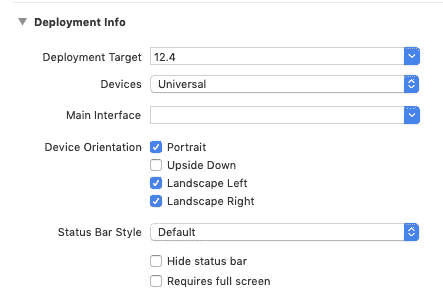 Deployment Info
Deployment Target 12.4
Devices Universal
Main Interface
Device Orientation Portrait
Upside Down
Landscape Left
Landscape Right
Status Bar Style Default
Hide status bar
Requires full screen